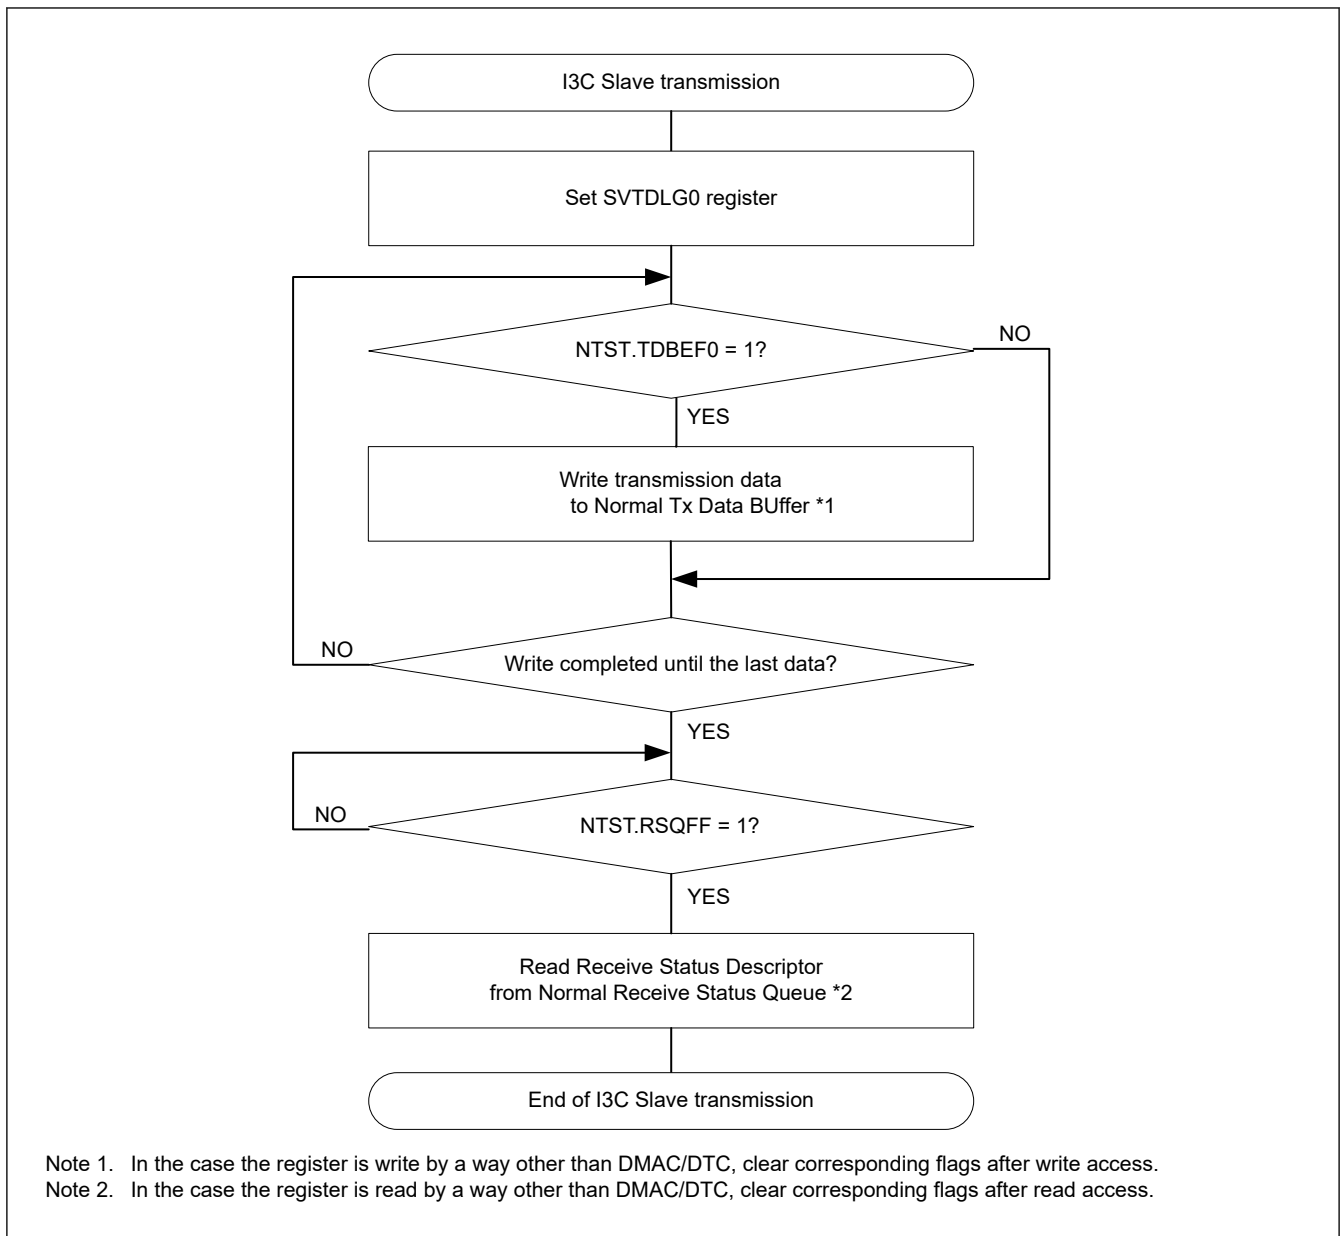 I3C Slave transmission
Set SVTDLG0 register
NTST.TDBEF0 = 1?
NO
YES
Write transmission data
to Normal Tx Data BUffer *1
NO
Write completed until the last data?
YES
NO
NTST.RSQFF = 1?
YES
Read Receive Status Descriptor
from Normal Receive Status Queue *2
End of I3C Slave transmission
Note 1. In the case the register is write by a way other than DMAC/DTC, clear corresponding flags after write access.
Note 2. In the case the register is read by a way other than DMAC/DTC, clear corresponding flags after read access.